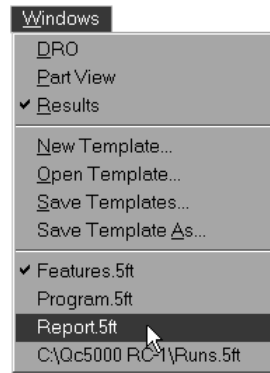 Windows
DRO
Part View
Results
New Template...
Open Template...
Save Templates...
Save Template As...
Features.5ft
Program.5ft
Report.5ft
C:\Qc5000 RC-1\Runs.5ft